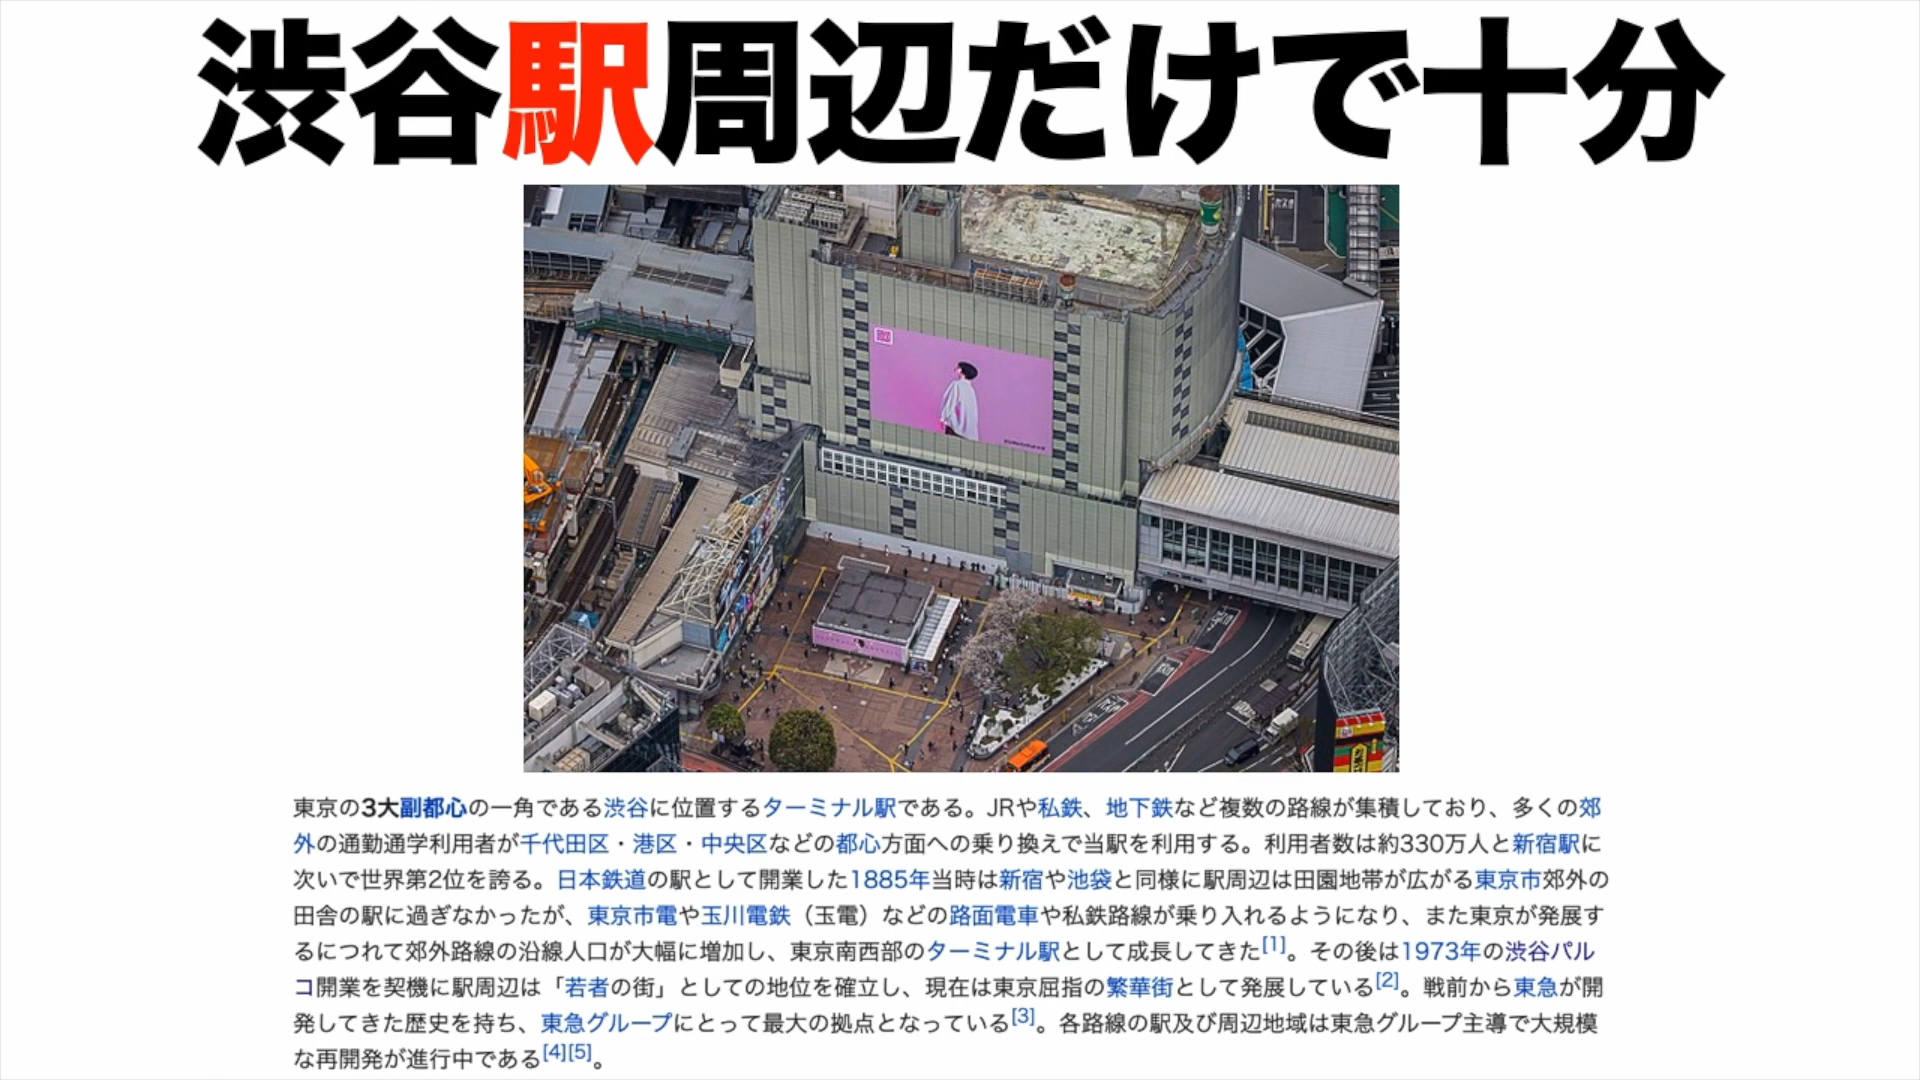 渋谷駅周辺だけで十分
東京の3大副都心の一角である渋谷に位置するターミナル駅である。JRや私鉄、地下鉄など複数の路線が集積しており、多くの郊
外の通勤通学利用者が千代田区・港区・中央区などの都心方面への乗り換えで当駅を利用する。利用者数は約330万人と新宿駅に
次いで世界第2位を誇る。日本鉄道の駅として開業した1885年当時は新宿や池袋と同様に駅周辺は田園地帯が広がる東京市郊外の
田舎の駅に過ぎなかったが、東京市電や玉川電鉄（玉電）などの路面電車や私鉄路線が乗り入れるようになり、また東京が発展す
るにつれて郊外路線の沿線人口が大幅に増加し、東京南西部のターミナル駅として成長してきた[1]。その後は1973年の渋谷パル
コ開業を契機に駅周辺は「若者の街」としての地位を確立し、現在は東京屈指の繁華街として発展している[2]。戦前から東急が開
発してきた歴史を持ち、東急グループにとって最大の拠点となっている[3]。各路線の駅及び周辺地域は東急グループ主導で大規模
な再開発が進行中である[4][5]。